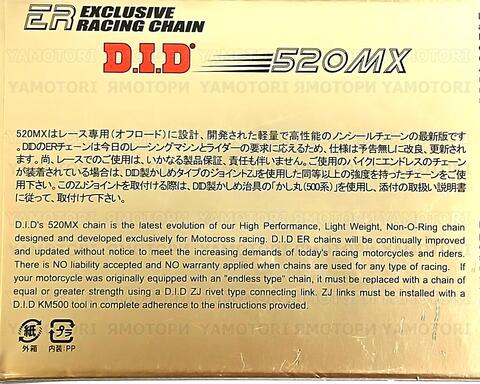 ER EXCLUSIVE
RACING CHAIN
D.I.D 520MX
520MXはレース専用(オフロード)に設計、開発された軽量で高性能のノンシールチェーンの最新版です。
DIDのERチェーンは今日のレーシングマシンとライダーの要求に応えるため、仕様は予告無しに改良、更新され
ます。尚、レースでのご使用は、いかなる製品保証、責任も伴いません。ご使用のバイクにエンドレスのチェーン
が装着されている場合は、DID製かしめタイプのジョイントZJを使用した同等以上の強度を持ったチェーンをご使
用下さい。このZJジョイントを取付ける際は、DID製かしめ治具の「かし丸(500系)」を使用し、添付の取扱い説明書
に従って、取付けて下さい。
D.I.D's 520MX chain is the latest evolution of our High Performance, Light Weight, Non-O-Ring chain
designed and developed exclusively for Motocross racing. D.I.D ER chains will be continually improved
and updated without notice to meet the increasing demands of today's racing motorcycles and riders.
There is NO liability accepted and NO warranty applied when chains are used for any type of racing. If
your motorcycle was originally equipped with an "endless type" chain, it must be replaced with a chain of
equal or greater strength using a D.I.D ZJ rivet type connecting link. ZJ links must be installed with a
D.I.D KM500 tool in complete adherence to the instructions provided.
紙 プラ
外箱 内装:PP
YAMOTORI ЯМОТОРИ YAMOTORI ЯМОТОРИ YAMOTORI